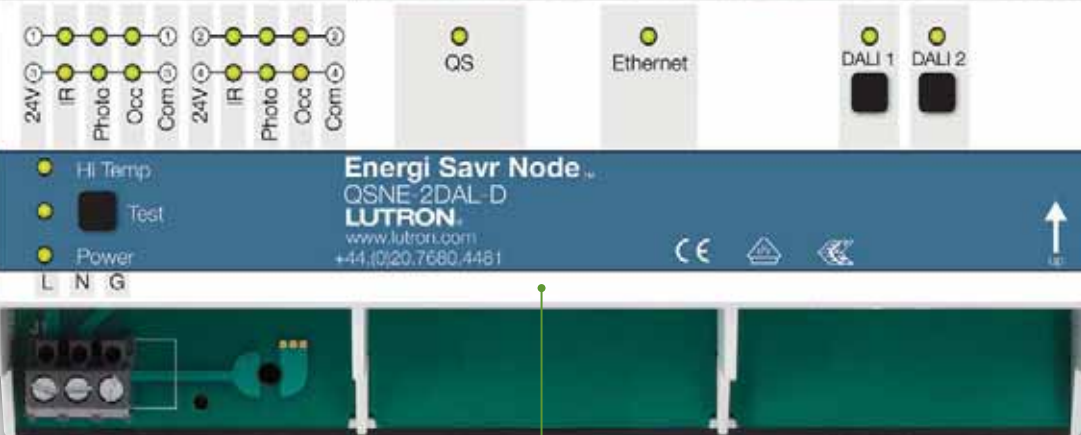 1 1 2 2
3 3 4 4
24V IR Photo Occ Com 24V IR Photo Occ Com
QS
Ethernet
DALI 1 DALI 2
Hi Temp
Test
Power
Energi Savr Node™
QSNE-2DAL-D
LUTRON®
www.lutron.com
+44.(0)20.7680.4481
CE
up
L N G
J1